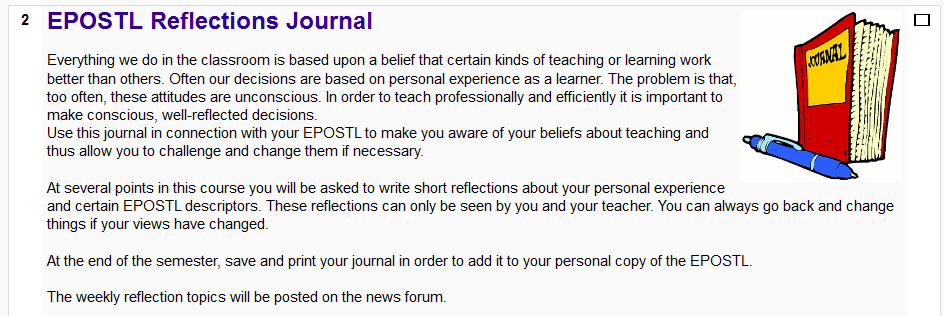 2 EPOSTL Reflections Journal
Everything we do in the classroom is based upon a belief that certain kinds of teaching or learning work
better than others. Often our decisions are based on personal experience as a learner. The problem is that,
too often, these attitudes are unconscious. In order to teach professionally and efficiently it is important to
make conscious, well-reflected decisions.
Use this journal in connection with your EPOSTL to make you aware of your beliefs about teaching and
thus allow you to challenge and change them if necessary.
At several points in this course you will be asked to write short reflections about your personal experience
and certain EPOSTL descriptors. These reflections can only be seen by you and your teacher. You can always go back and change
things if your views have changed.
At the end of the semester, save and print your journal in order to add it to your personal copy of the EPOSTL.
The weekly reflection topics will be posted on the news forum.
JOURNAL